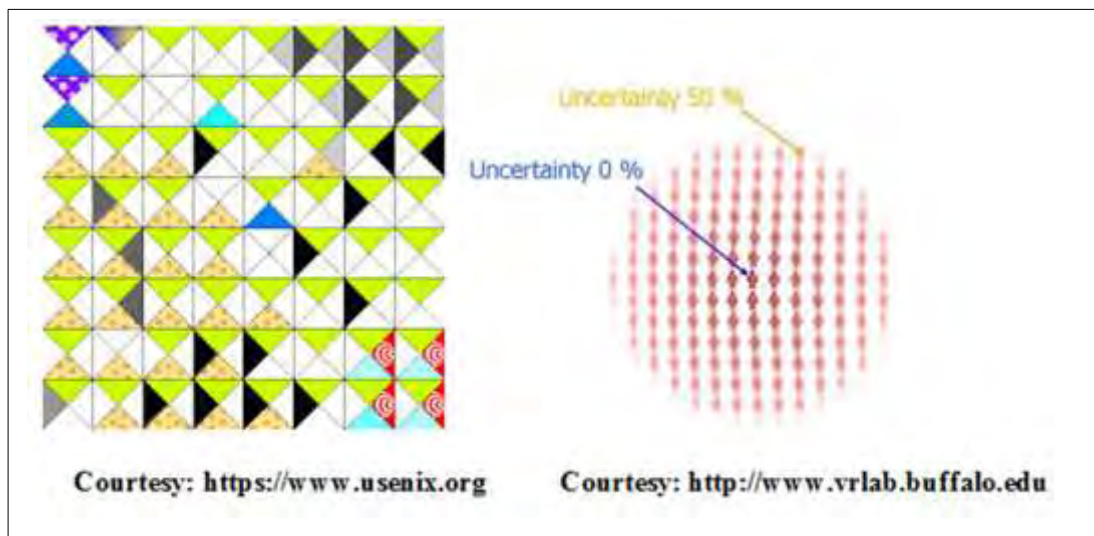 Uncertainty 50 %
Uncertainty 0 %
Courtesy: https://www.usenix.org
Courtesy: http://www.vrlab.buffalo.edu